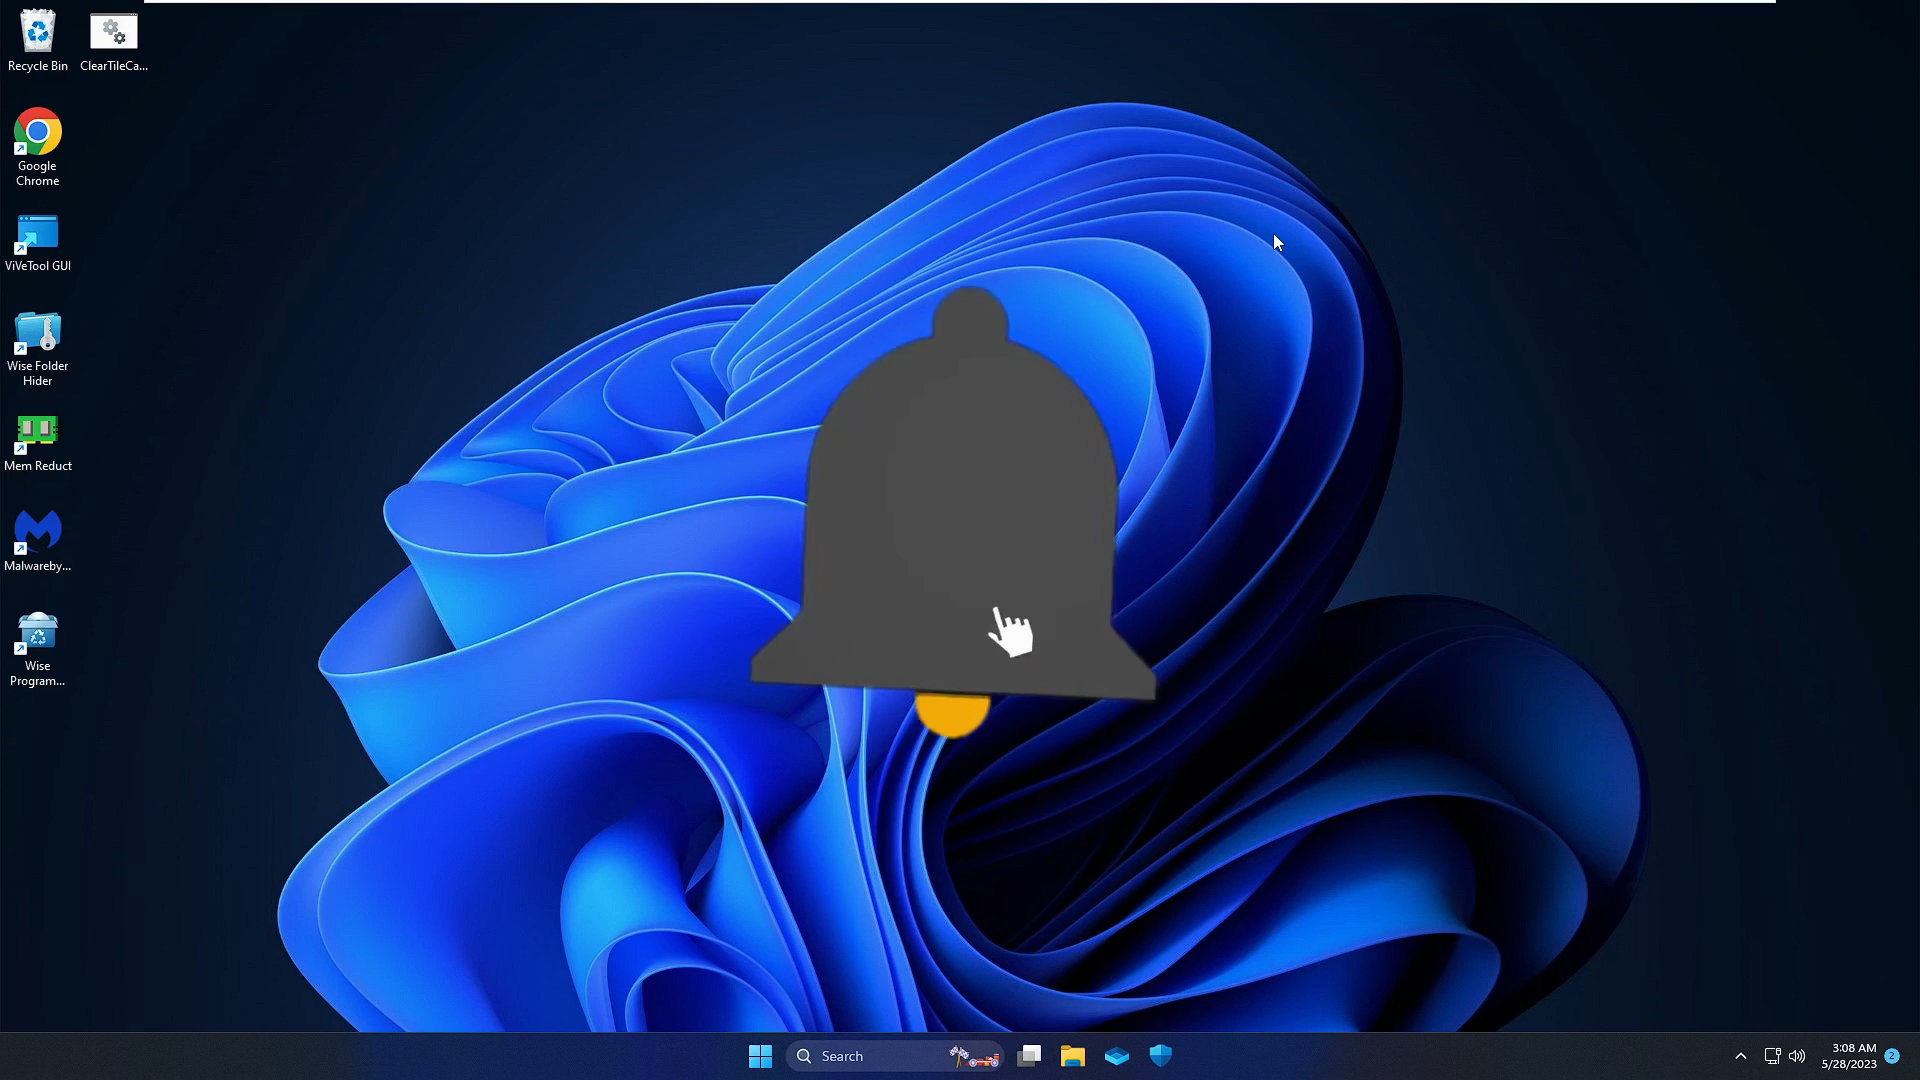 Recycle Bin
ClearTileCa...
Google
Chrome
ViVeTool GUI
Wise Folder
Hider
Mem Reduct
Malwareby...
Wise
Program...
Search
3:08 AM
5/28/2023
2